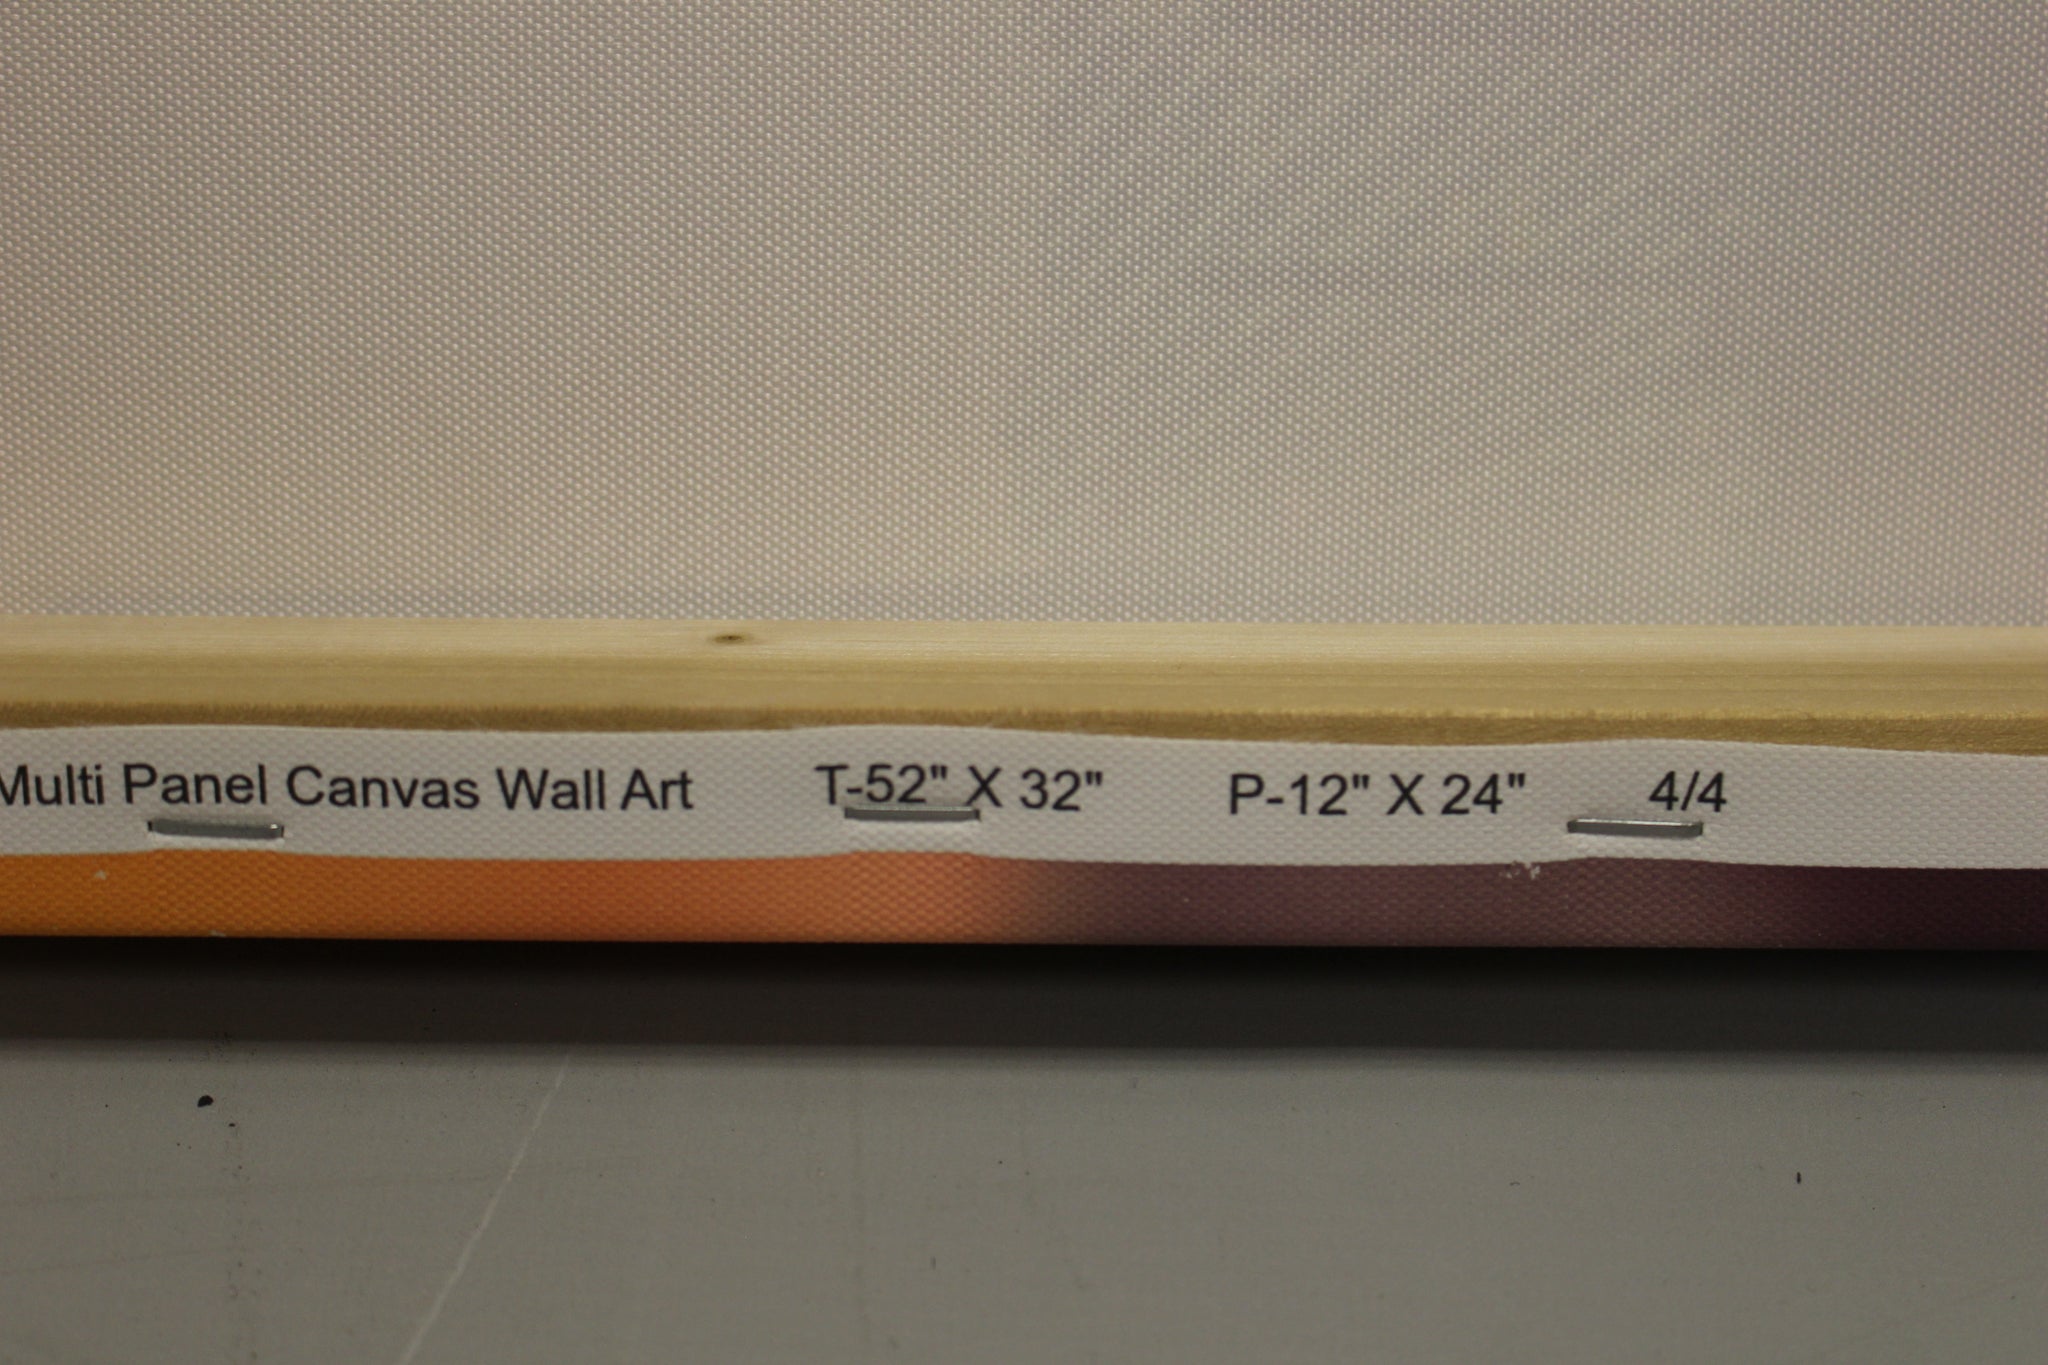 Multi Panel Canvas Wall Art T-52" X 32" P-12" X 24" 4/4